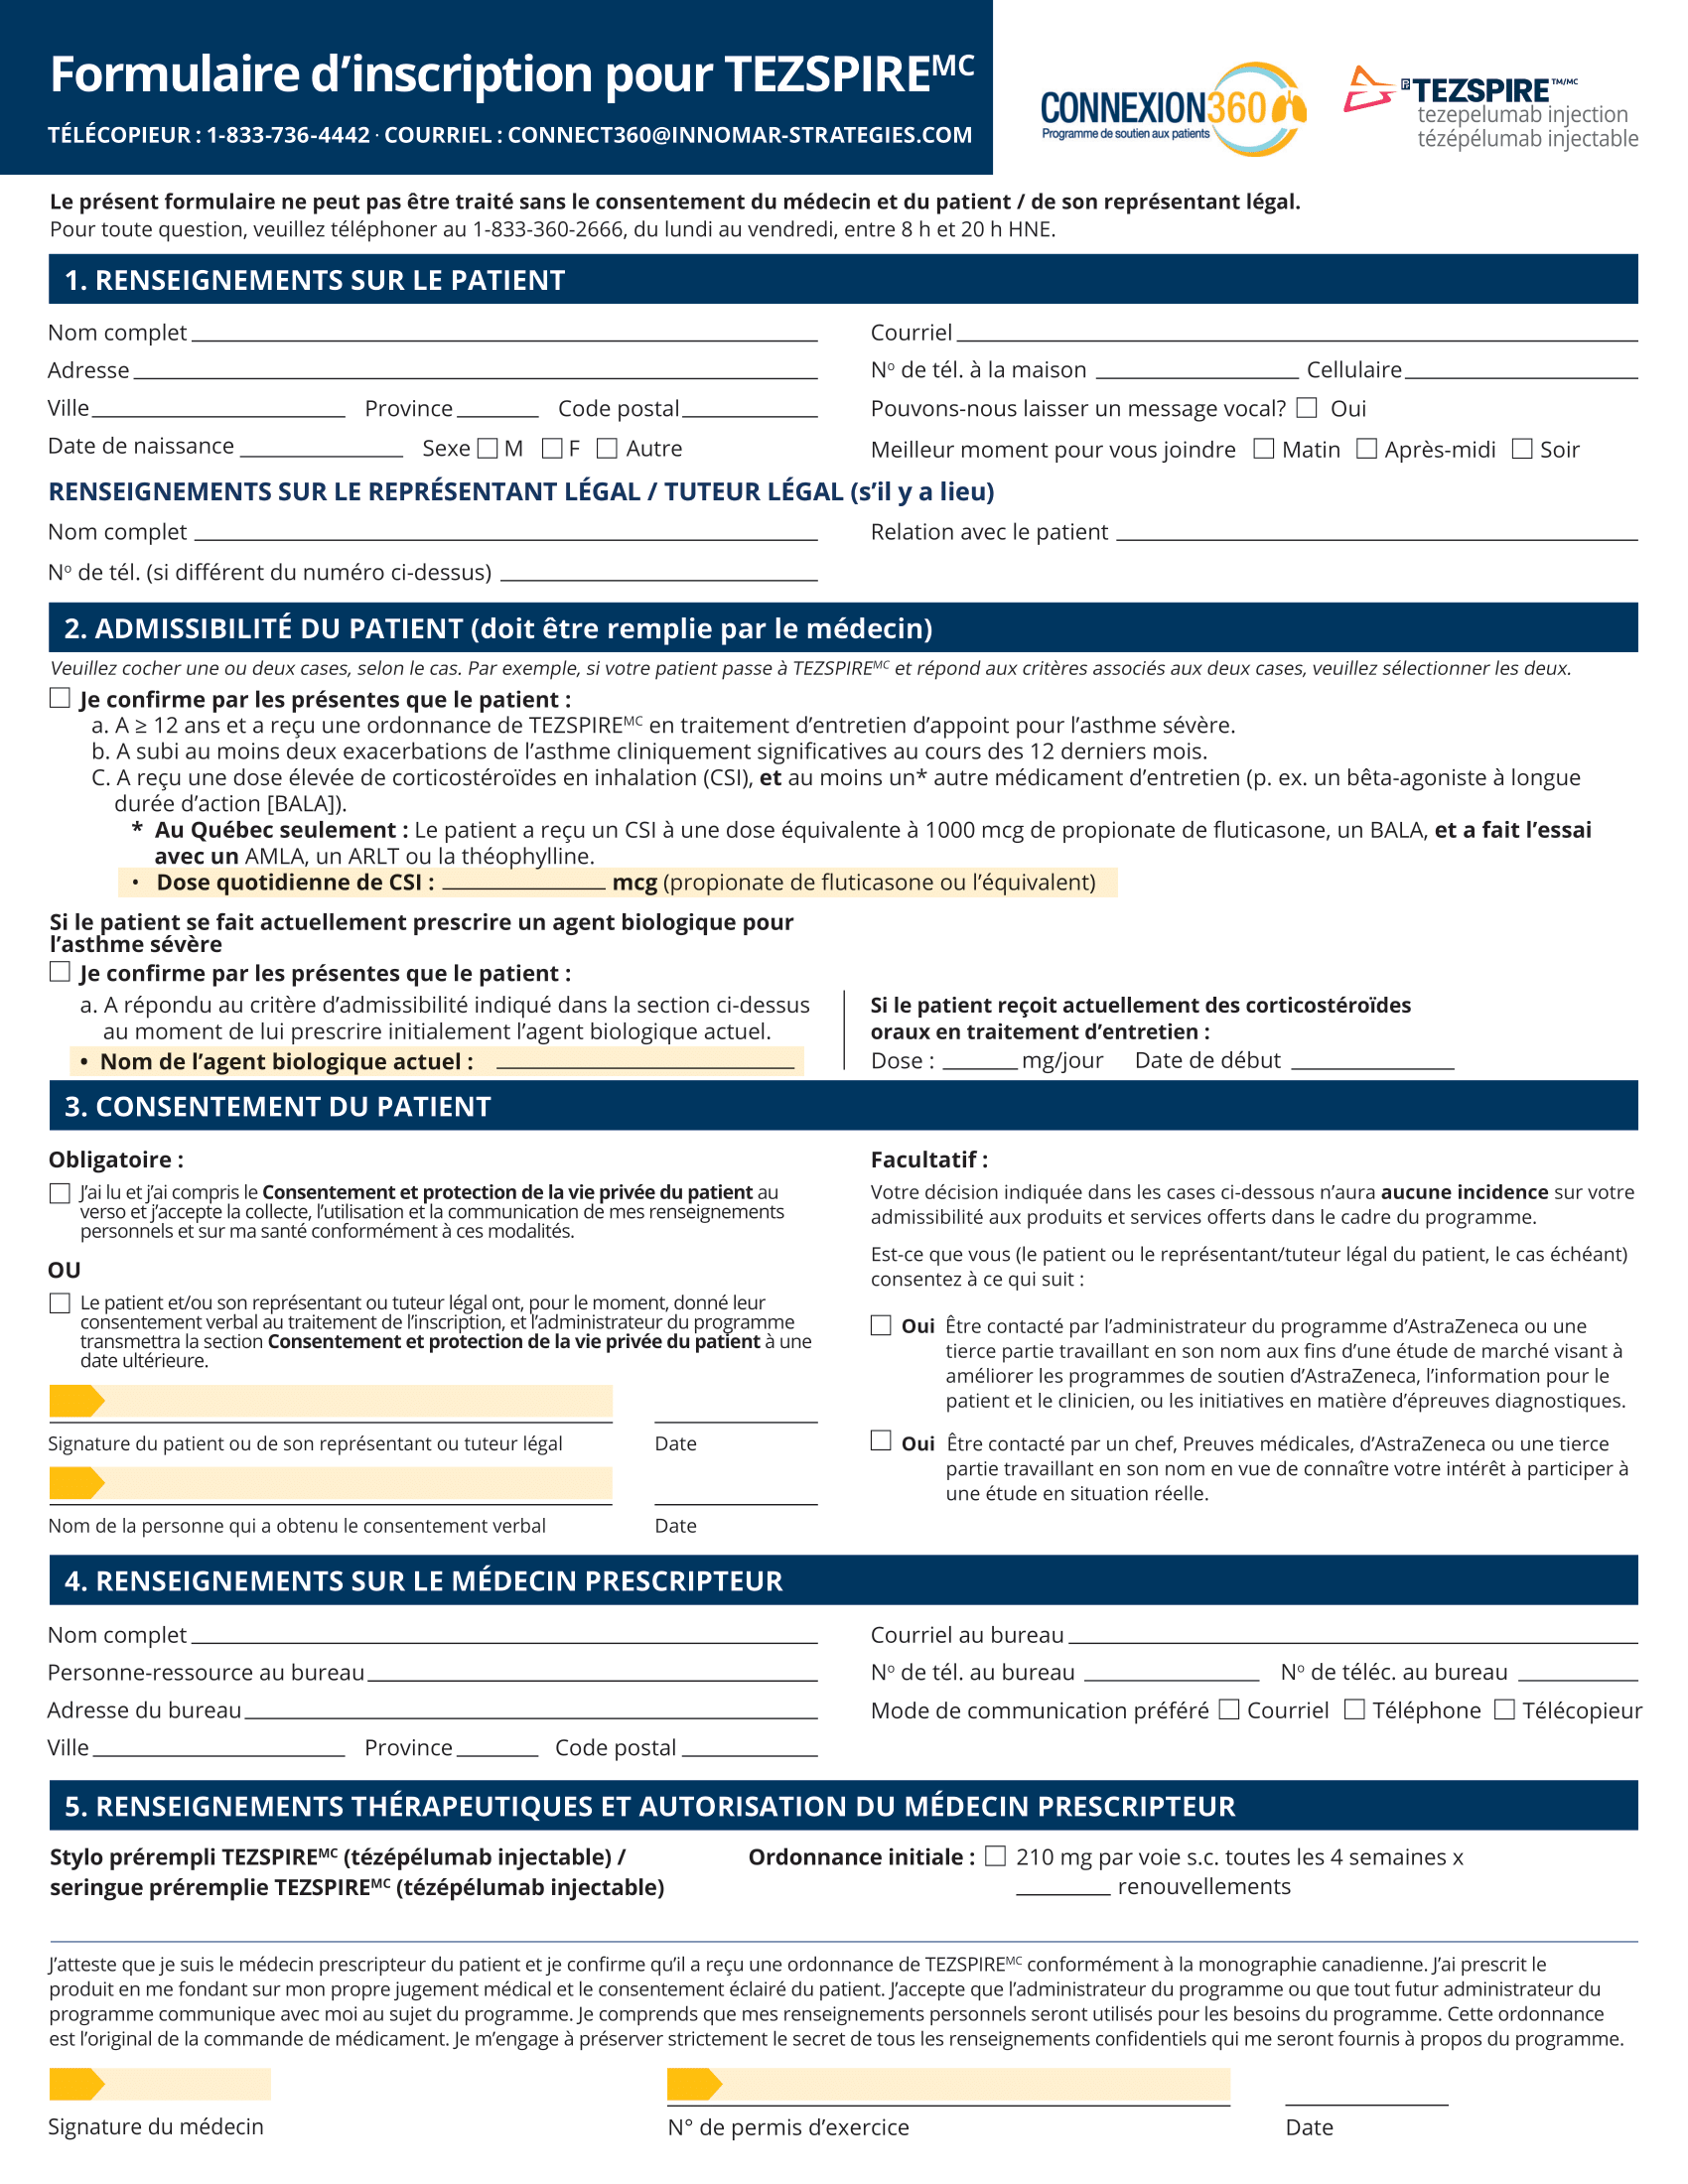 Formulaire d’inscription pour TEZSPIREMC
TÉLÉCOPIEUR : 1-833-736-4442 · COURRIEL : CONNECT360@INNOMAR-STRATEGIES.COM
CONNEXION360
Programme de soutien aux patients
PrTEZSPIRE™/MC
tezepelumab injection
tézépélumab injectable
Le présent formulaire ne peut pas être traité sans le consentement du médecin et du patient / de son représentant légal.
Pour toute question, veuillez téléphoner au 1-833-360-2666, du lundi au vendredi, entre 8 h et 20 h HNE.
1. RENSEIGNEMENTS SUR LE PATIENT
Nom complet
Adresse
Ville Province Code postal
Date de naissance Sexe M F Autre
Courriel
Nº de tél. à la maison Cellulaire
Pouvons-nous laisser un message vocal? Oui
Meilleur moment pour vous joindre Matin Après-midi Soir
RENSEIGNEMENTS SUR LE REPRÉSENTANT LÉGAL / TUTEUR LÉGAL (s’il y a lieu)
Nom complet
Relation avec le patient
Nº de tél. (si différent du numéro ci-dessus)
2. ADMISSIBILITÉ DU PATIENT (doit être remplie par le médecin)
Veuillez cocher une ou deux cases, selon le cas. Par exemple, si votre patient passe à TEZSPIREMC et répond aux critères associés aux deux cases, veuillez sélectionner les deux.
Je confirme par les présentes que le patient :
a. A ≥ 12 ans et a reçu une ordonnance de TEZSPIREMC en traitement d’entretien d’appoint pour l’asthme sévère.
b. A subi au moins deux exacerbations de l’asthme cliniquement significatives au cours des 12 derniers mois.
C. A reçu une dose élevée de corticostéroïdes en inhalation (CSI), et au moins un* autre médicament d’entretien (p. ex. un bêta-agoniste à longue
durée d’action [BALA]).
* Au Québec seulement : Le patient a reçu un CSI à une dose équivalente à 1000 mcg de propionate de fluticasone, un BALA, et a fait l’essai
avec un AMLA, un ARLT ou la théophylline.
• Dose quotidienne de CSI : mcg (propionate de fluticasone ou l’équivalent)
Si le patient se fait actuellement prescrire un agent biologique pour
l’asthme sévère
Je confirme par les présentes que le patient :
a. A répondu au critère d’admissibilité indiqué dans la section ci-dessus
au moment de lui prescrire initialement l’agent biologique actuel.
• Nom de l’agent biologique actuel :
Si le patient reçoit actuellement des corticostéroïdes
oraux en traitement d’entretien :
Dose : mg/jour Date de début
3. CONSENTEMENT DU PATIENT
Obligatoire :
J’ai lu et j’ai compris le Consentement et protection de la vie privée du patient au
verso et j’accepte la collecte, l’utilisation et la communication de mes renseignements
personnels et sur ma santé conformément à ces modalités.
OU
Le patient et/ou son représentant ou tuteur légal ont, pour le moment, donné leur
consentement verbal au traitement de l’inscription, et l’administrateur du programme
transmettra la section Consentement et protection de la vie privée du patient à une
date ultérieure.
Signature du patient ou de son représentant ou tuteur légal Date
Nom de la personne qui a obtenu le consentement verbal Date
Facultatif :
Votre décision indiquée dans les cases ci-dessous n’aura aucune incidence sur votre
admissibilité aux produits et services offerts dans le cadre du programme.
Est-ce que vous (le patient ou le représentant/tuteur légal du patient, le cas échéant)
consentez à ce qui suit :
Oui Être contacté par l’administrateur du programme d’AstraZeneca ou une
tierce partie travaillant en son nom aux fins d’une étude de marché visant à
améliorer les programmes de soutien d’AstraZeneca, l’information pour le
patient et le clinicien, ou les initiatives en matière d’épreuves diagnostiques.
Oui Être contacté par un chef, Preuves médicales, d’AstraZeneca ou une tierce
partie travaillant en son nom en vue de connaître votre intérêt à participer à
une étude en situation réelle.
4. RENSEIGNEMENTS SUR LE MÉDECIN PRESCRIPTEUR
Nom complet
Personne-ressource au bureau
Adresse du bureau
Ville Province Code postal
Courriel au bureau
Nº de tél. au bureau Nº de téléc. au bureau
Mode de communication préféré Courriel Téléphone Télécopieur
5. RENSEIGNEMENTS THÉRAPEUTIQUES ET AUTORISATION DU MÉDECIN PRESCRIPTEUR
Stylo prérempli TEZSPIREMC (tézépélumab injectable) /
seringue préremplie TEZSPIREMC (tézépélumab injectable)
Ordonnance initiale : 210 mg par voie s.c. toutes les 4 semaines x
renouvellements
J’atteste que je suis le médecin prescripteur du patient et je confirme qu’il a reçu une ordonnance de TEZSPIREMC conformément à la monographie canadienne. J’ai prescrit le
produit en me fondant sur mon propre jugement médical et le consentement éclairé du patient. J’accepte que l’administrateur du programme ou que tout futur administrateur du
programme communique avec moi au sujet du programme. Je comprends que mes renseignements personnels seront utilisés pour les besoins du programme. Cette ordonnance
est l’original de la commande de médicament. Je m’engage à préserver strictement le secret de tous les renseignements confidentiels qui me seront fournis à propos du programme.
Signature du médecin N° de permis d’exercice Date